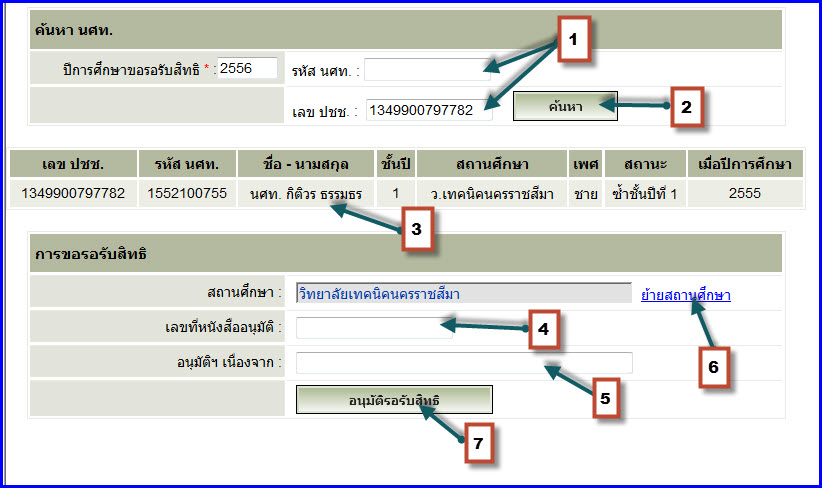 ค้นหา นศท.
1
ปีการศึกษาขอรอรับสิทธิ * : 2556 รหัส นศท. :
เลข ปชช. : 1349900797782 ค้นหา 2
เลข ปชช. รหัส นศท. ชื่อ - นามสกุล ชั้นปี สถานศึกษา เพศ สถานะ เมื่อปีการศึกษา
1349900797782 1552100755 นศท. กิติวร ธรรมธร 1 ว.เทคนิคนครราชสีมา ชาย ซ้ำชั้นปีที่ 1 2555
3
การขอรอรับสิทธิ
สถานศึกษา : วิทยาลัยเทคนิคนครราชสีมา ย้ายสถานศึกษา
เลขที่หนังสืออนุมัติ : 4
อนุมัติฯ เนื่องจาก : 6
อนุมัติรอรับสิทธิ 5
7